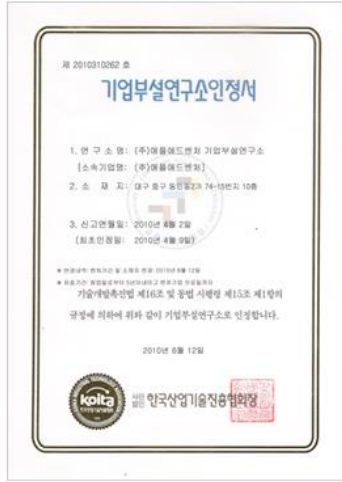 제 2010310262 호
기업부설연구소인정서
1. 연 구 소 명: (주)애플애드벤처 기업부설연구소
[소속기업명: (주)애플애드벤처]
2. 소 재 지: 대구 중구 동인동2가 74-15번지 10층
3. 신고연월일: 2010년 4월 2일
(최초인정일: 2010년 4월 9일)
기술개발촉진법 제16조 및 동법 시행령 제15조 제1항의
규정에 의하여 위와 같이 기업부설연구소로 인정합니다.
2010년 8월 12일
koita
사단법인 한국산업기술진흥협회장